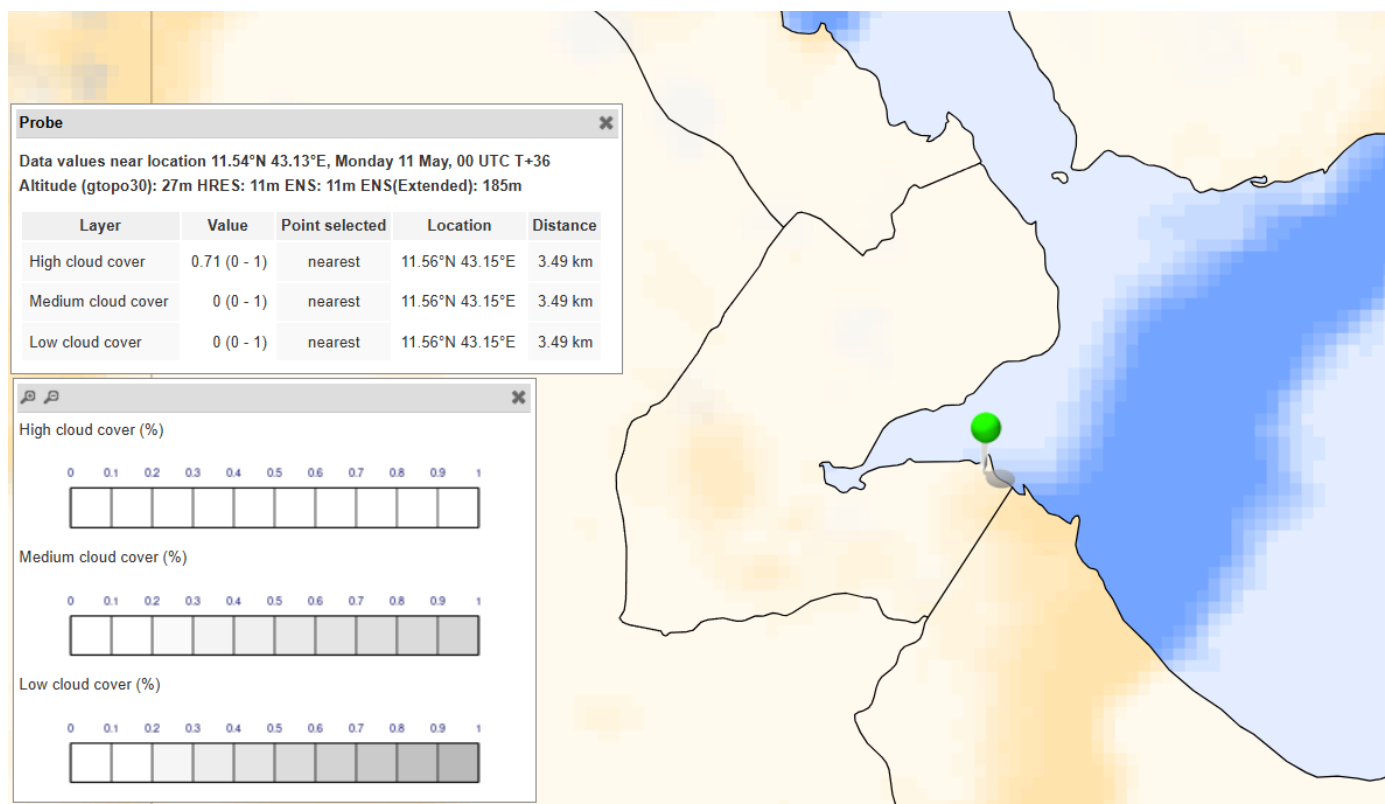 Probe
Data values near location 11.54°N 43.13°E, Monday 11 May, 00 UTC T+36
Altitude (gtopo30): 27m HRES: 11m ENS: 11m ENS(Extended): 185m
Layer Value Point selected Location Distance
High cloud cover 0.71 (0 - 1) nearest 11.56°N 43.15°E 3.49 km
Medium cloud cover 0 (0 - 1) nearest 11.56°N 43.15°E 3.49 km
Low cloud cover 0 (0 - 1) nearest 11.56°N 43.15°E 3.49 km
High cloud cover (%)
0 0.1 0.2 0.3 0.4 0.5 0.6 0.7 0.8 0.9 1
Medium cloud cover (%)
0 0.1 0.2 0.3 0.4 0.5 0.6 0.7 0.8 0.9 1
Low cloud cover (%)
0 0.1 0.2 0.3 0.4 0.5 0.6 0.7 0.8 0.9 1